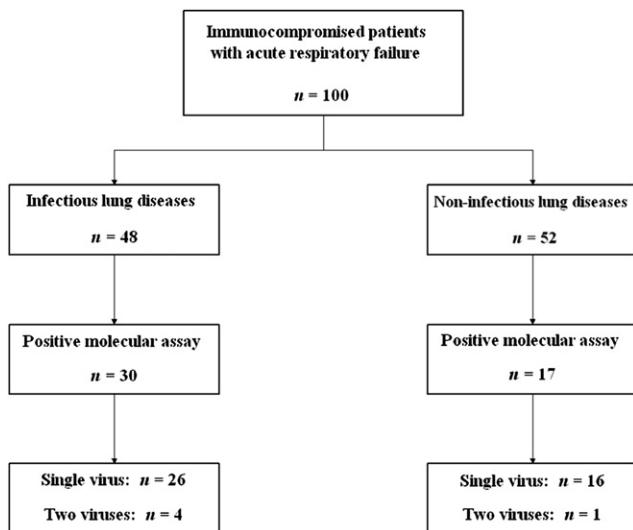 Immunocompromised patients
with acute respiratory failure
n = 100
Infectious lung diseases
n = 48
Non-infectious lung diseases
n = 52
Positive molecular assay
n = 30
Positive molecular assay
n = 17
Single virus: n = 26
Two viruses: n = 4
Single virus: n = 16
Two viruses: n = 1